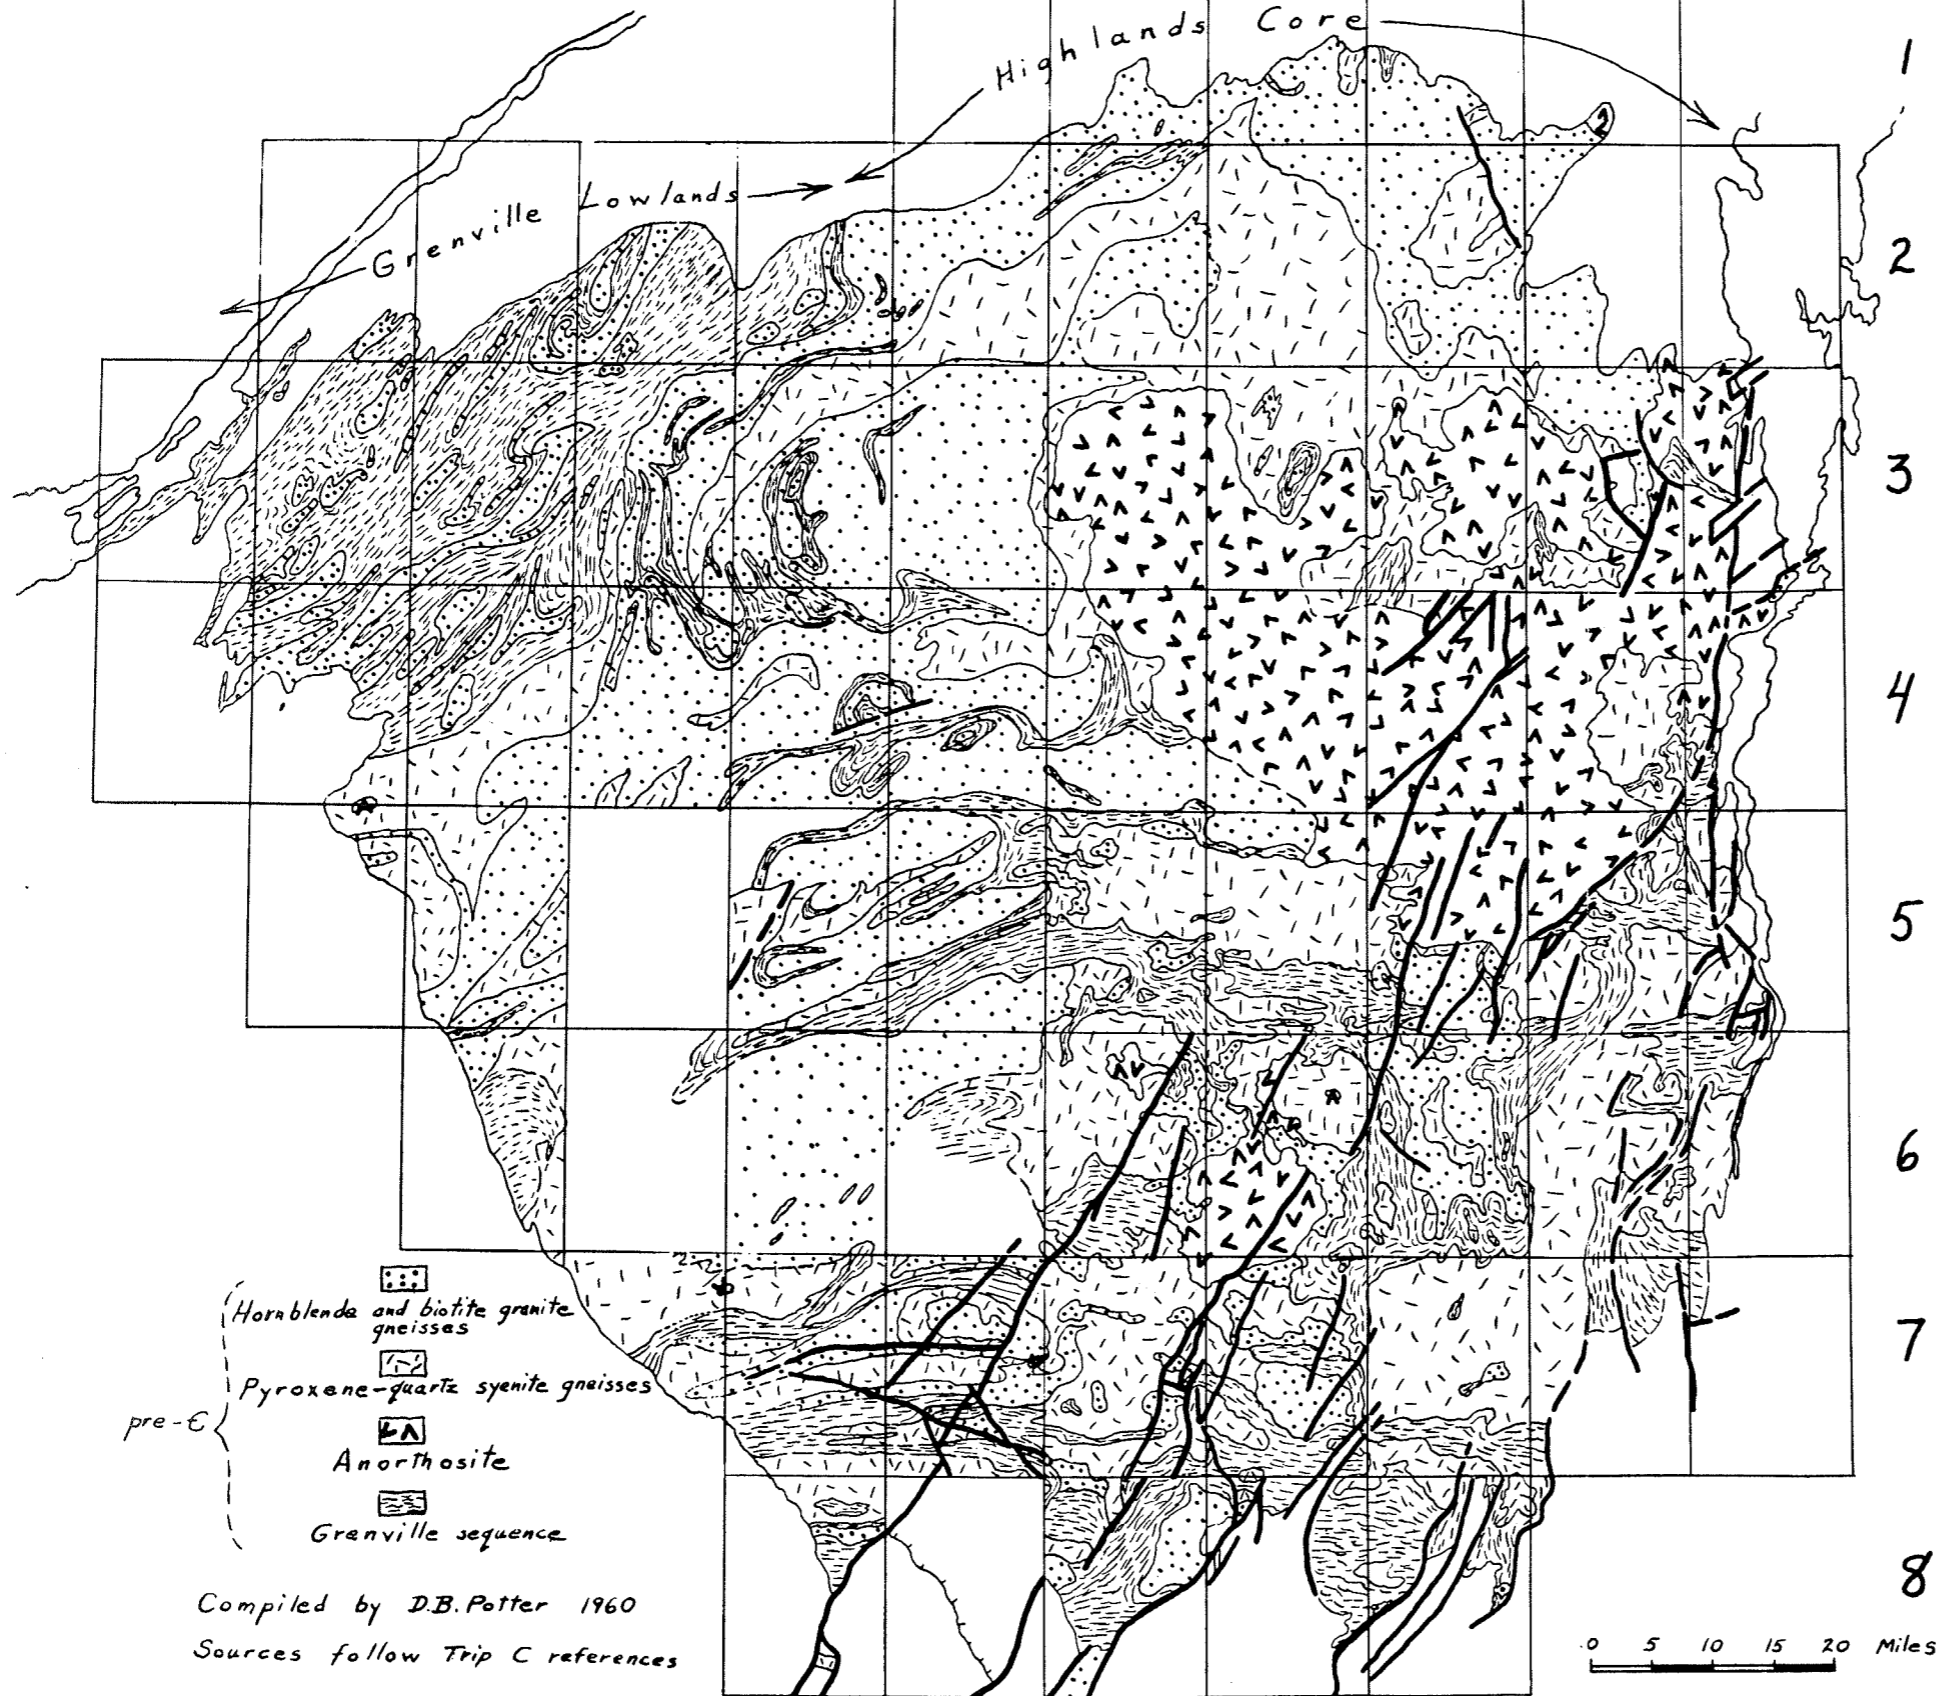 Highlands Core
Grenville Lowlands
1
2
3
4
5
6
7
8
Hornblende and biotite granite
gneisses
Pyroxene-quartz syenite gneisses
pre-Є
Anorthosite
Grenville sequence
Compiled by D.B. Potter 1960
Sources follow Trip C references
0 5 10 15 20 Miles